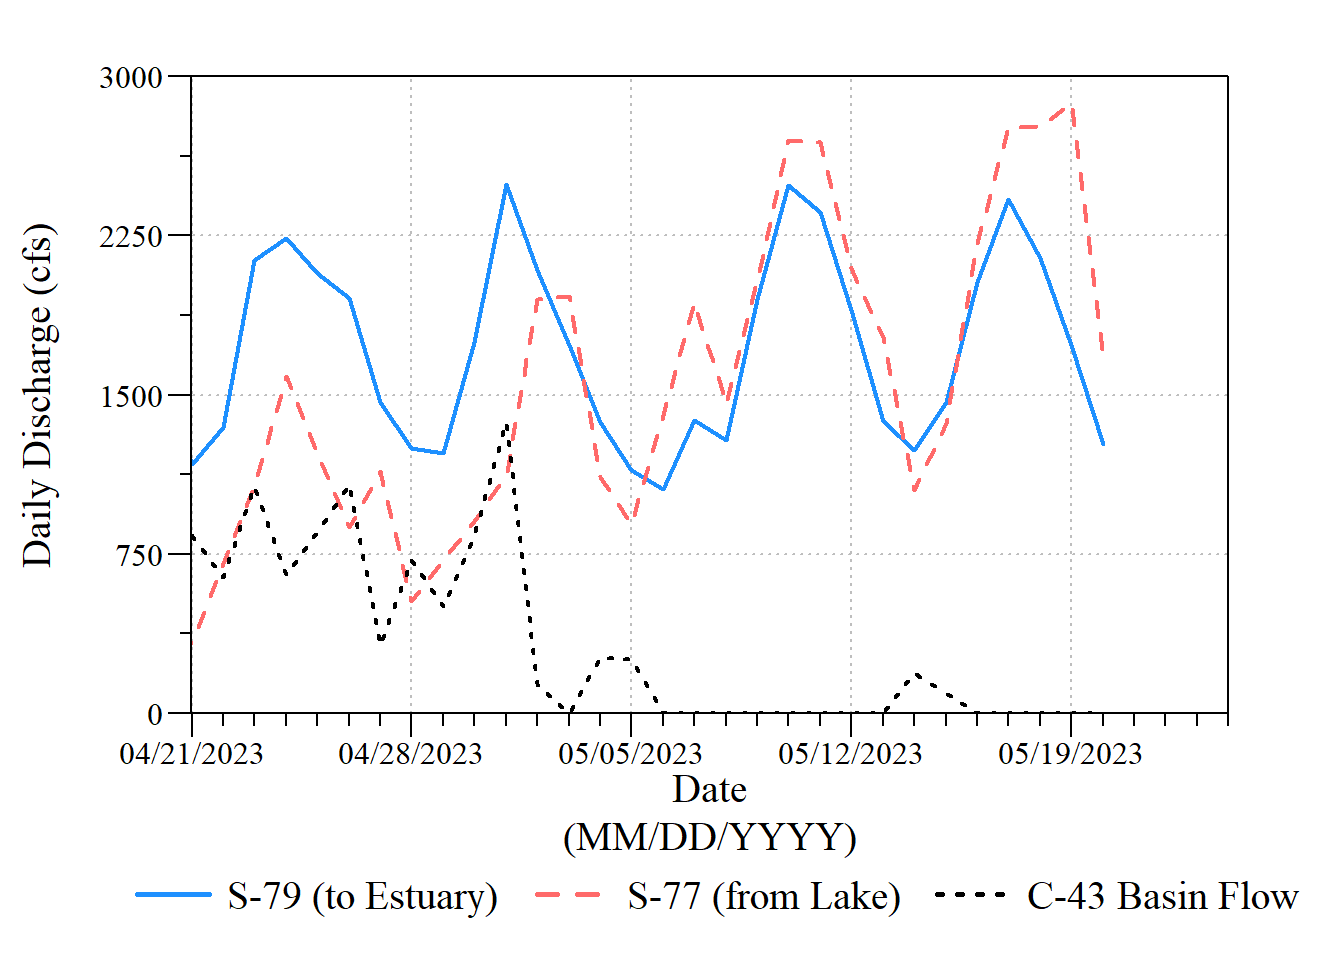 3000
2250
1500
750
0
Daily Discharge (cfs)
04/21/2023 04/28/2023 05/05/2023 05/12/2023 05/19/2023
Date
(MM/DD/YYYY)
S-79 (to Estuary) S-77 (from Lake) C-43 Basin Flow